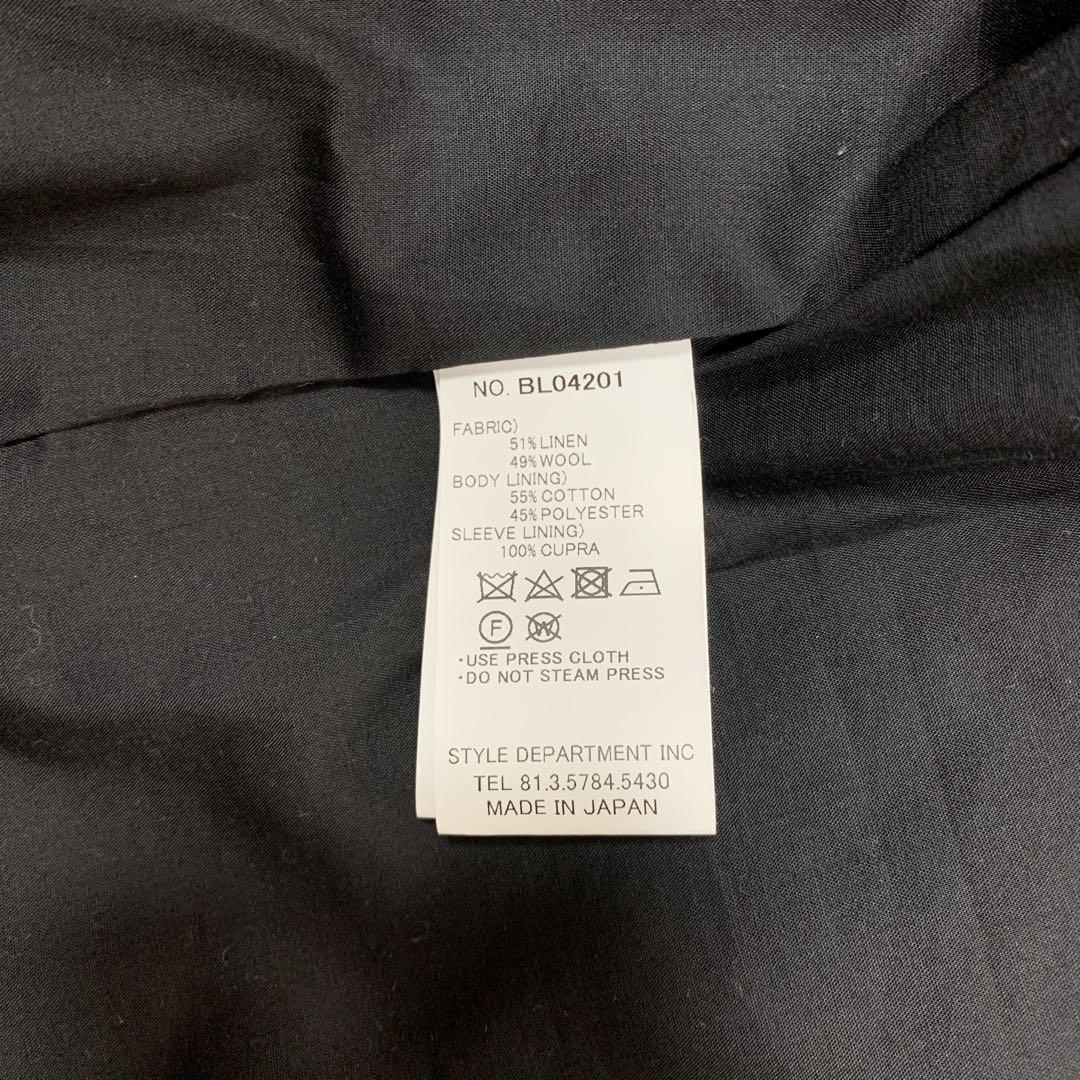 NO. BL04201
FABRIC)
51%LINEN
49%WOOL
BODY LINING)
55%COTTON
45%POLYESTER
SLEEVE LINING)
100%CUPRA
F W
·USE PRESS CLOTH
·DO NOT STEAM PRESS
STYLE DEPARTMENT INC
TEL 81.3.5784.5430
MADE IN JAPAN